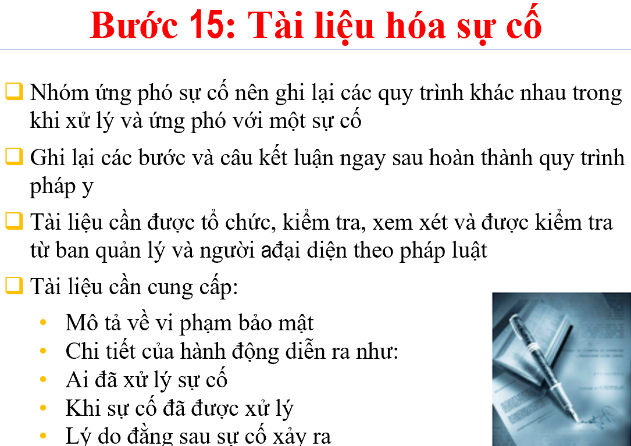 Bước 15: Tài liệu hóa sự cố
Nhóm ứng phó sự cố nên ghi lại các quy trình khác nhau trong
khi xử lý và ứng phó với một sự cố
Ghi lại các bước và câu kết luận ngay sau hoàn thành quy trình
pháp y
Tài liệu cần được tổ chức, kiểm tra, xem xét và được kiểm tra
từ ban quản lý và người ađại diện theo pháp luật
Tài liệu cần cung cấp:
Mô tả về vi phạm bảo mật
Chi tiết của hành động diễn ra như:
Ai đã xử lý sự cố
Khi sự cố đã được xử lý
Lý do đằng sau sự cố xảy ra